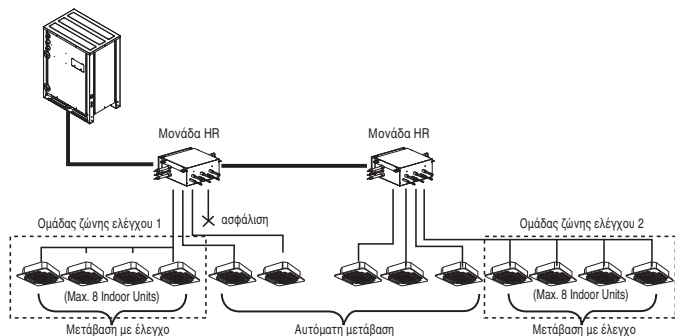 Μονάδα HR
Μονάδα HR
ασφάλιση
Ομάδας ζώνης ελέγχου 1
Ομάδας ζώνης ελέγχου 2
(Max. 8 Indoor Units)
(Max. 8 Indoor Units)
Μετάβαση με έλεγχο
Αυτόματη μετάβαση
Μετάβαση με έλεγχο